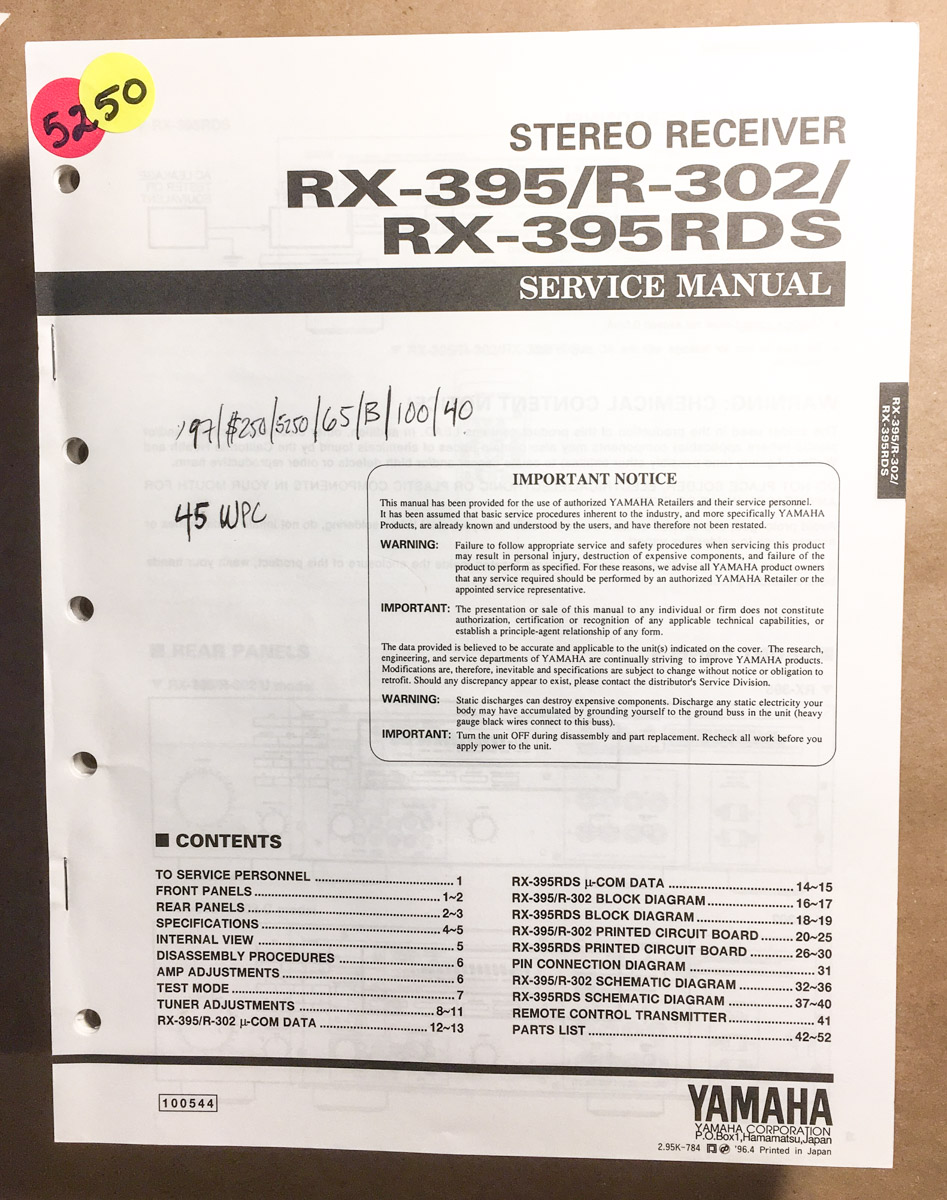 5250
STEREO RECEIVER
RX-395/R-302/
RX-395RDS
SERVICE MANUAL
RX-395/R-302/
RX-395RDS
'97/$250/5250/65/B/100/40
45 WPC
IMPORTANT NOTICE
This manual has been provided for the use of authorized YAMAHA Retailers and their service personnel.
It has been assumed that basic service procedures inherent to the industry, and more specifically YAMAHA
Products, are already known and understood by the users, and have therefore not been restated.
WARNING: Failure to follow appropriate service and safety procedures when servicing this product
may result in personal injury, destruction of expensive components, and failure of the
product to perform as specified. For these reasons, we advise all YAMAHA product owners
that any service required should be performed by an authorized YAMAHA Retailer or the
appointed service representative.
IMPORTANT: The presentation or sale of this manual to any individual or firm does not constitute
authorization, certification or recognition of any applicable technical capabilities, or
establish a principle-agent relationship of any form.
The data provided is believed to be accurate and applicable to the unit(s) indicated on the cover. The research,
engineering, and service departments of YAMAHA are continually striving to improve YAMAHA products.
Modifications are, therefore, inevitable and specifications are subject to change without notice or obligation to
retrofit. Should any discrepancy appear to exist, please contact the distributor's Service Division.
WARNING: Static discharges can destroy expensive components. Discharge any static electricity your
body may have accumulated by grounding yourself to the ground buss in the unit (heavy
gauge black wires connect to this buss).
IMPORTANT: Turn the unit OFF during disassembly and part replacement. Recheck all work before you
apply power to the unit.
■ CONTENTS
TO SERVICE PERSONNEL ..... 1
FRONT PANELS ..... 1~2
REAR PANELS ..... 2~3
SPECIFICATIONS ..... 4~5
INTERNAL VIEW ..... 5
DISASSEMBLY PROCEDURES ..... 6
AMP ADJUSTMENTS ..... 6
TEST MODE ..... 7
TUNER ADJUSTMENTS ..... 8~11
RX-395/R-302 µ-COM DATA ..... 12~13
RX-395RDS µ-COM DATA ..... 14~15
RX-395/R-302 BLOCK DIAGRAM ..... 16~17
RX-395RDS BLOCK DIAGRAM ..... 18~19
RX-395/R-302 PRINTED CIRCUIT BOARD ..... 20~25
RX-395RDS PRINTED CIRCUIT BOARD ..... 26~30
PIN CONNECTION DIAGRAM ..... 31
RX-395/R-302 SCHEMATIC DIAGRAM ..... 32~36
RX-395RDS SCHEMATIC DIAGRAM ..... 37~40
REMOTE CONTROL TRANSMITTER ..... 41
PARTS LIST ..... 42~52
100544
YAMAHA
YAMAHA CORPORATION
P.O.Box1,Hamamatsu,Japan
2.95K-784 '96.4 Printed in Japan